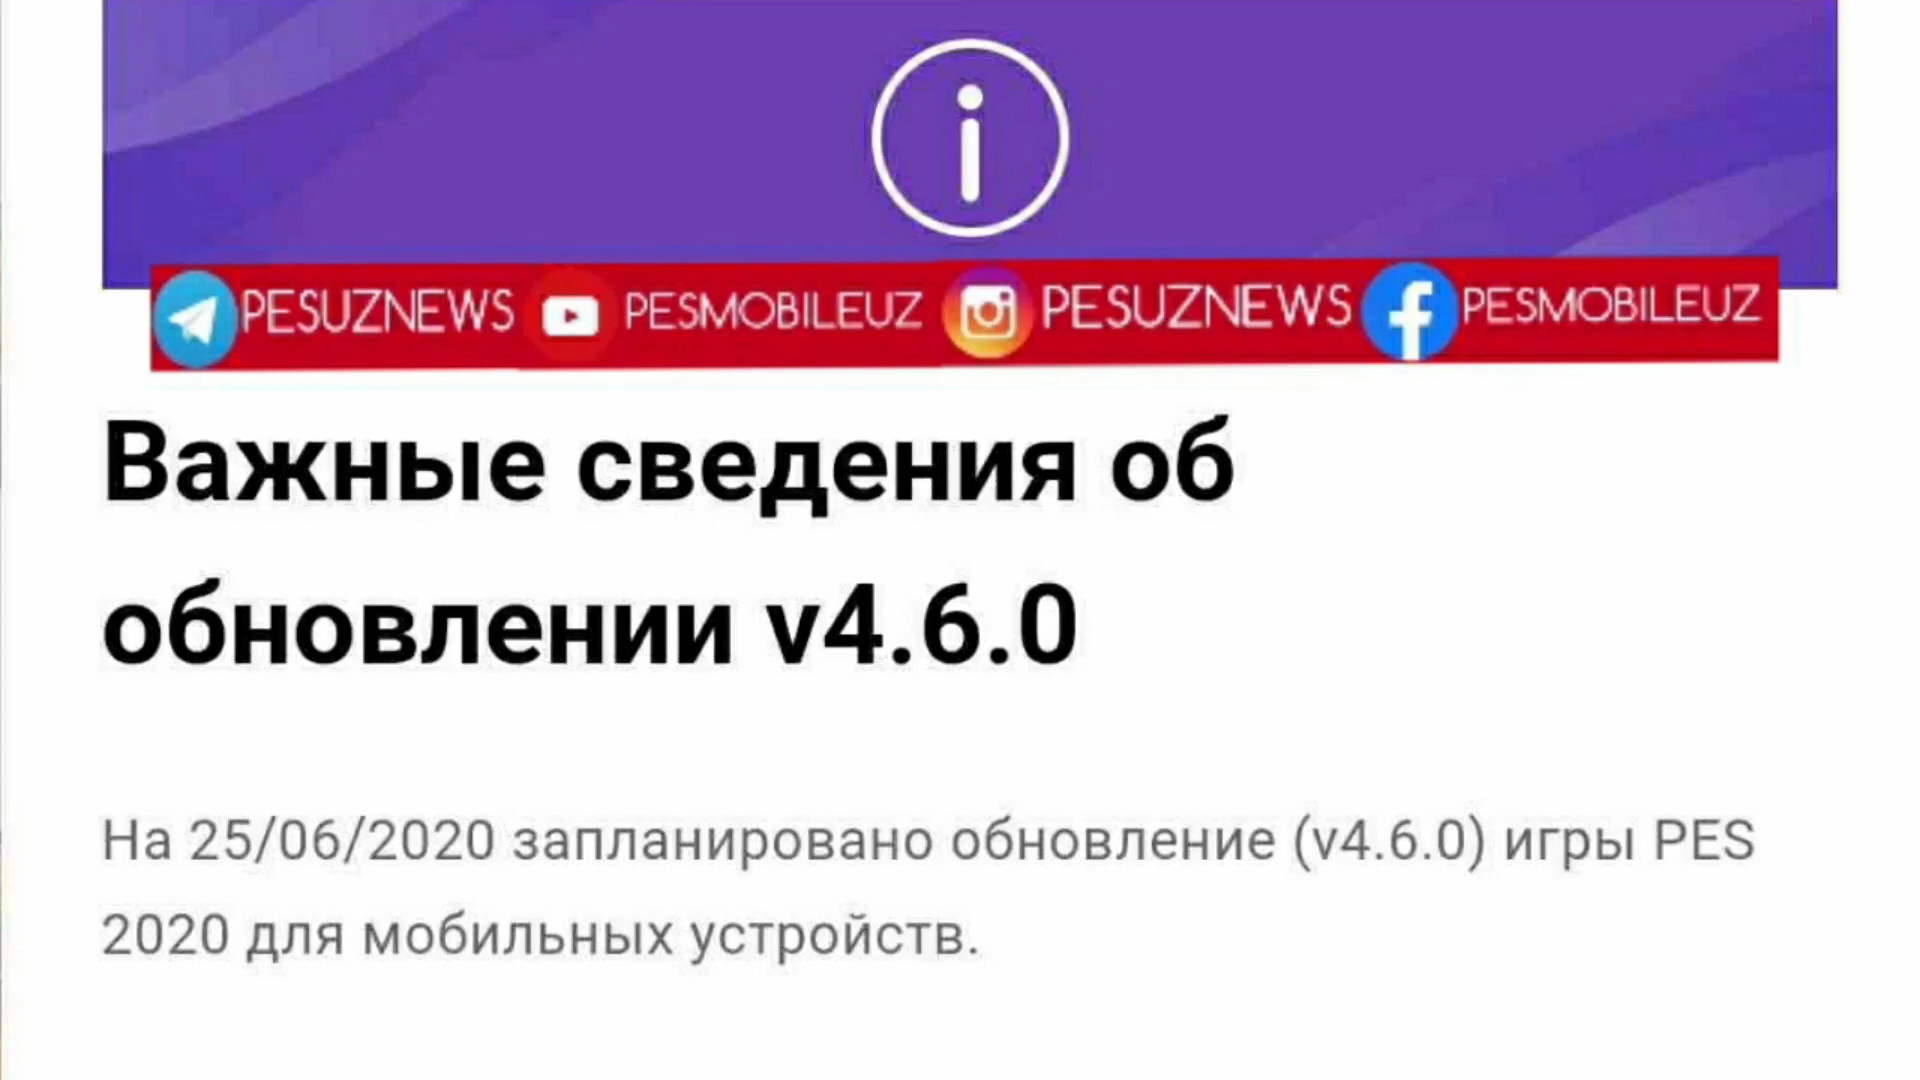 PESUZNEWS PESMOBILEUZ PESUZNEWS PESMOBILEUZ
Важные сведения об
обновлении v4.6.0
На 25/06/2020 запланировано обновление (v4.6.0) игры PES
2020 для мобильных устройств.